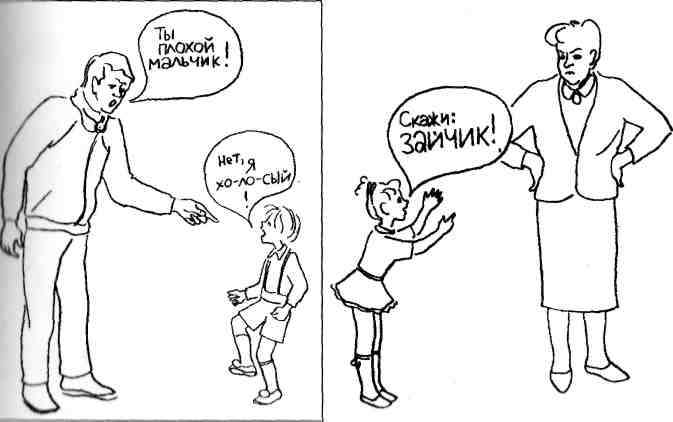 Ты
плохой
мальчик!
Нет, я
хо-ло-сый
!
Скажи:
ЗАЙЧИК!